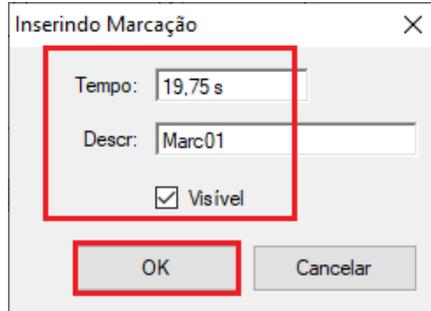 Inserindo Marcação
Tempo: 19,75 s
Descr: Marc01
Visível
OK Cancelar